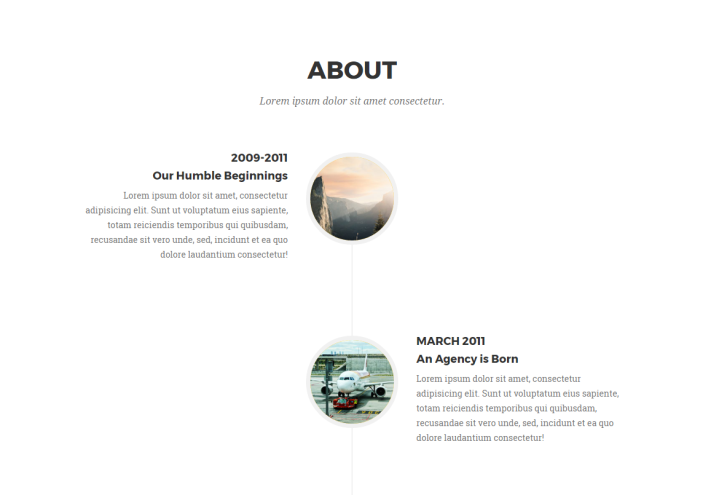 ABOUT
Lorem ipsum dolor sit amet consectetur.
2009-2011
Our Humble Beginnings
Lorem ipsum dolor sit amet, consectetur
adipisicing elit. Sunt ut voluptatum eius sapiente,
totam reiciendis temporibus qui quibusdam,
recusandae sit vero unde, sed, incidunt et ea quo
dolore laudantium consectetur!
MARCH 2011
An Agency is Born
Lorem ipsum dolor sit amet, consectetur
adipisicing elit. Sunt ut voluptatum eius sapiente,
totam reiciendis temporibus qui quibusdam,
recusandae sit vero unde, sed, incidunt et ea quo
dolore laudantium consectetur!